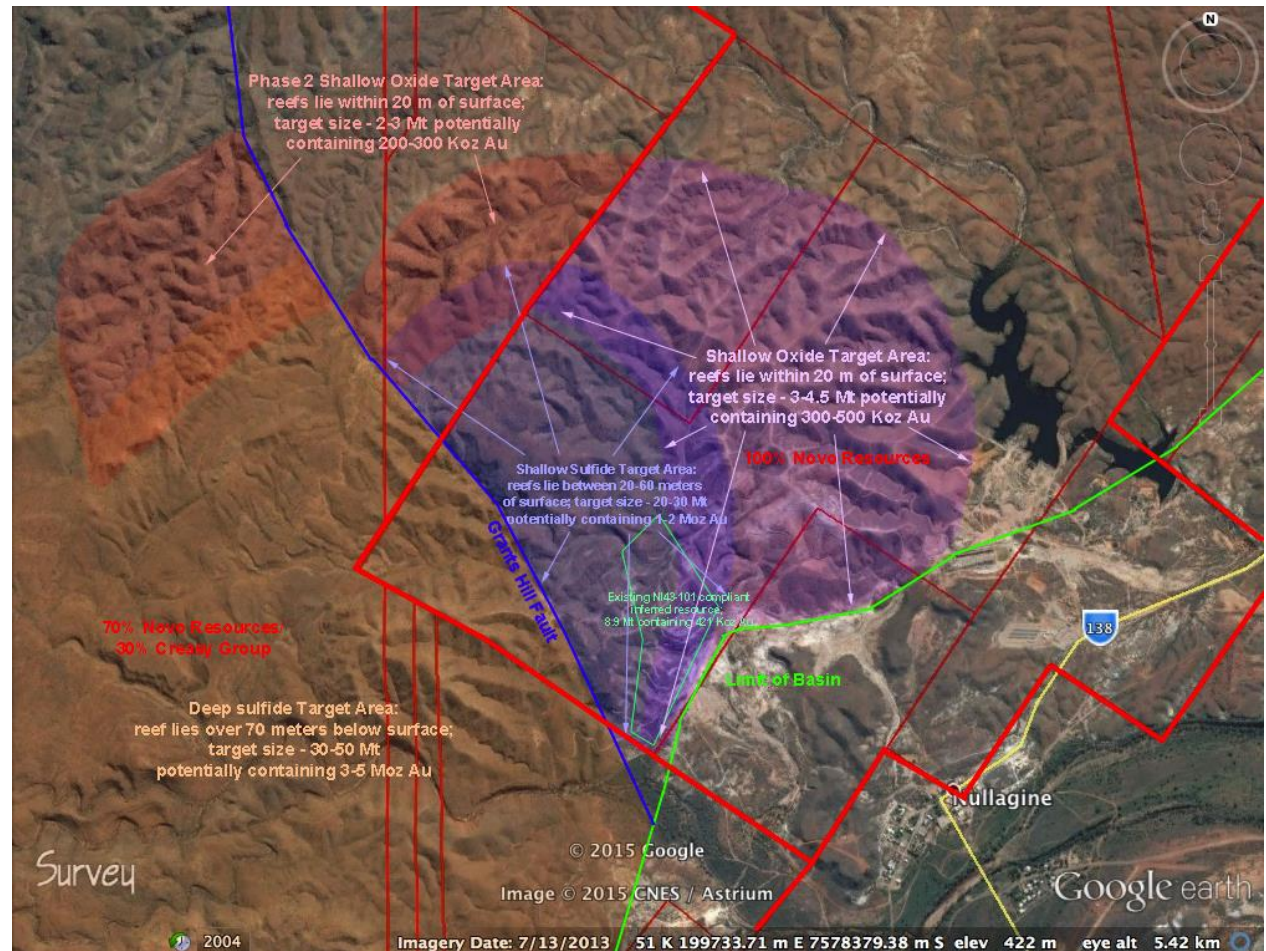 N
Phase 2 Shallow Oxide Target Area:
reefs lie within 20 m of surface;
target size - 2-3 Mt potentially
containing 200-300 Koz Au
Shallow Oxide Target Area:
reefs lie within 20 m of surface;
target size - 3-4.5 Mt potentially
containing 300-500 Koz Au
100% Novo Resources
Shallow Sulfide Target Area:
reefs lie between 20-60 meters
of surface; target size - 20-30 Mt
potentially containing 1-2 Moz Au
Grants Hill Fault
Existing NI43-101 compliant
inferred resource;
8.9 Mt containing 421 Koz Au
138
70% Novo Resources
30% Creasy Group
Limit of Basin
Deep sulfide Target Area:
reef lies over 70 meters below surface;
target size - 30-50 Mt
potentially containing 3-5 Moz Au
Nullagine
© 2015 Google
Image © 2015 CNES / Astrium
Survey
Google earth
2004
Imagery Date: 7/13/2013 51 K 199733.71 m E 7578379.38 m S elev 422 m eye alt 5.42 km